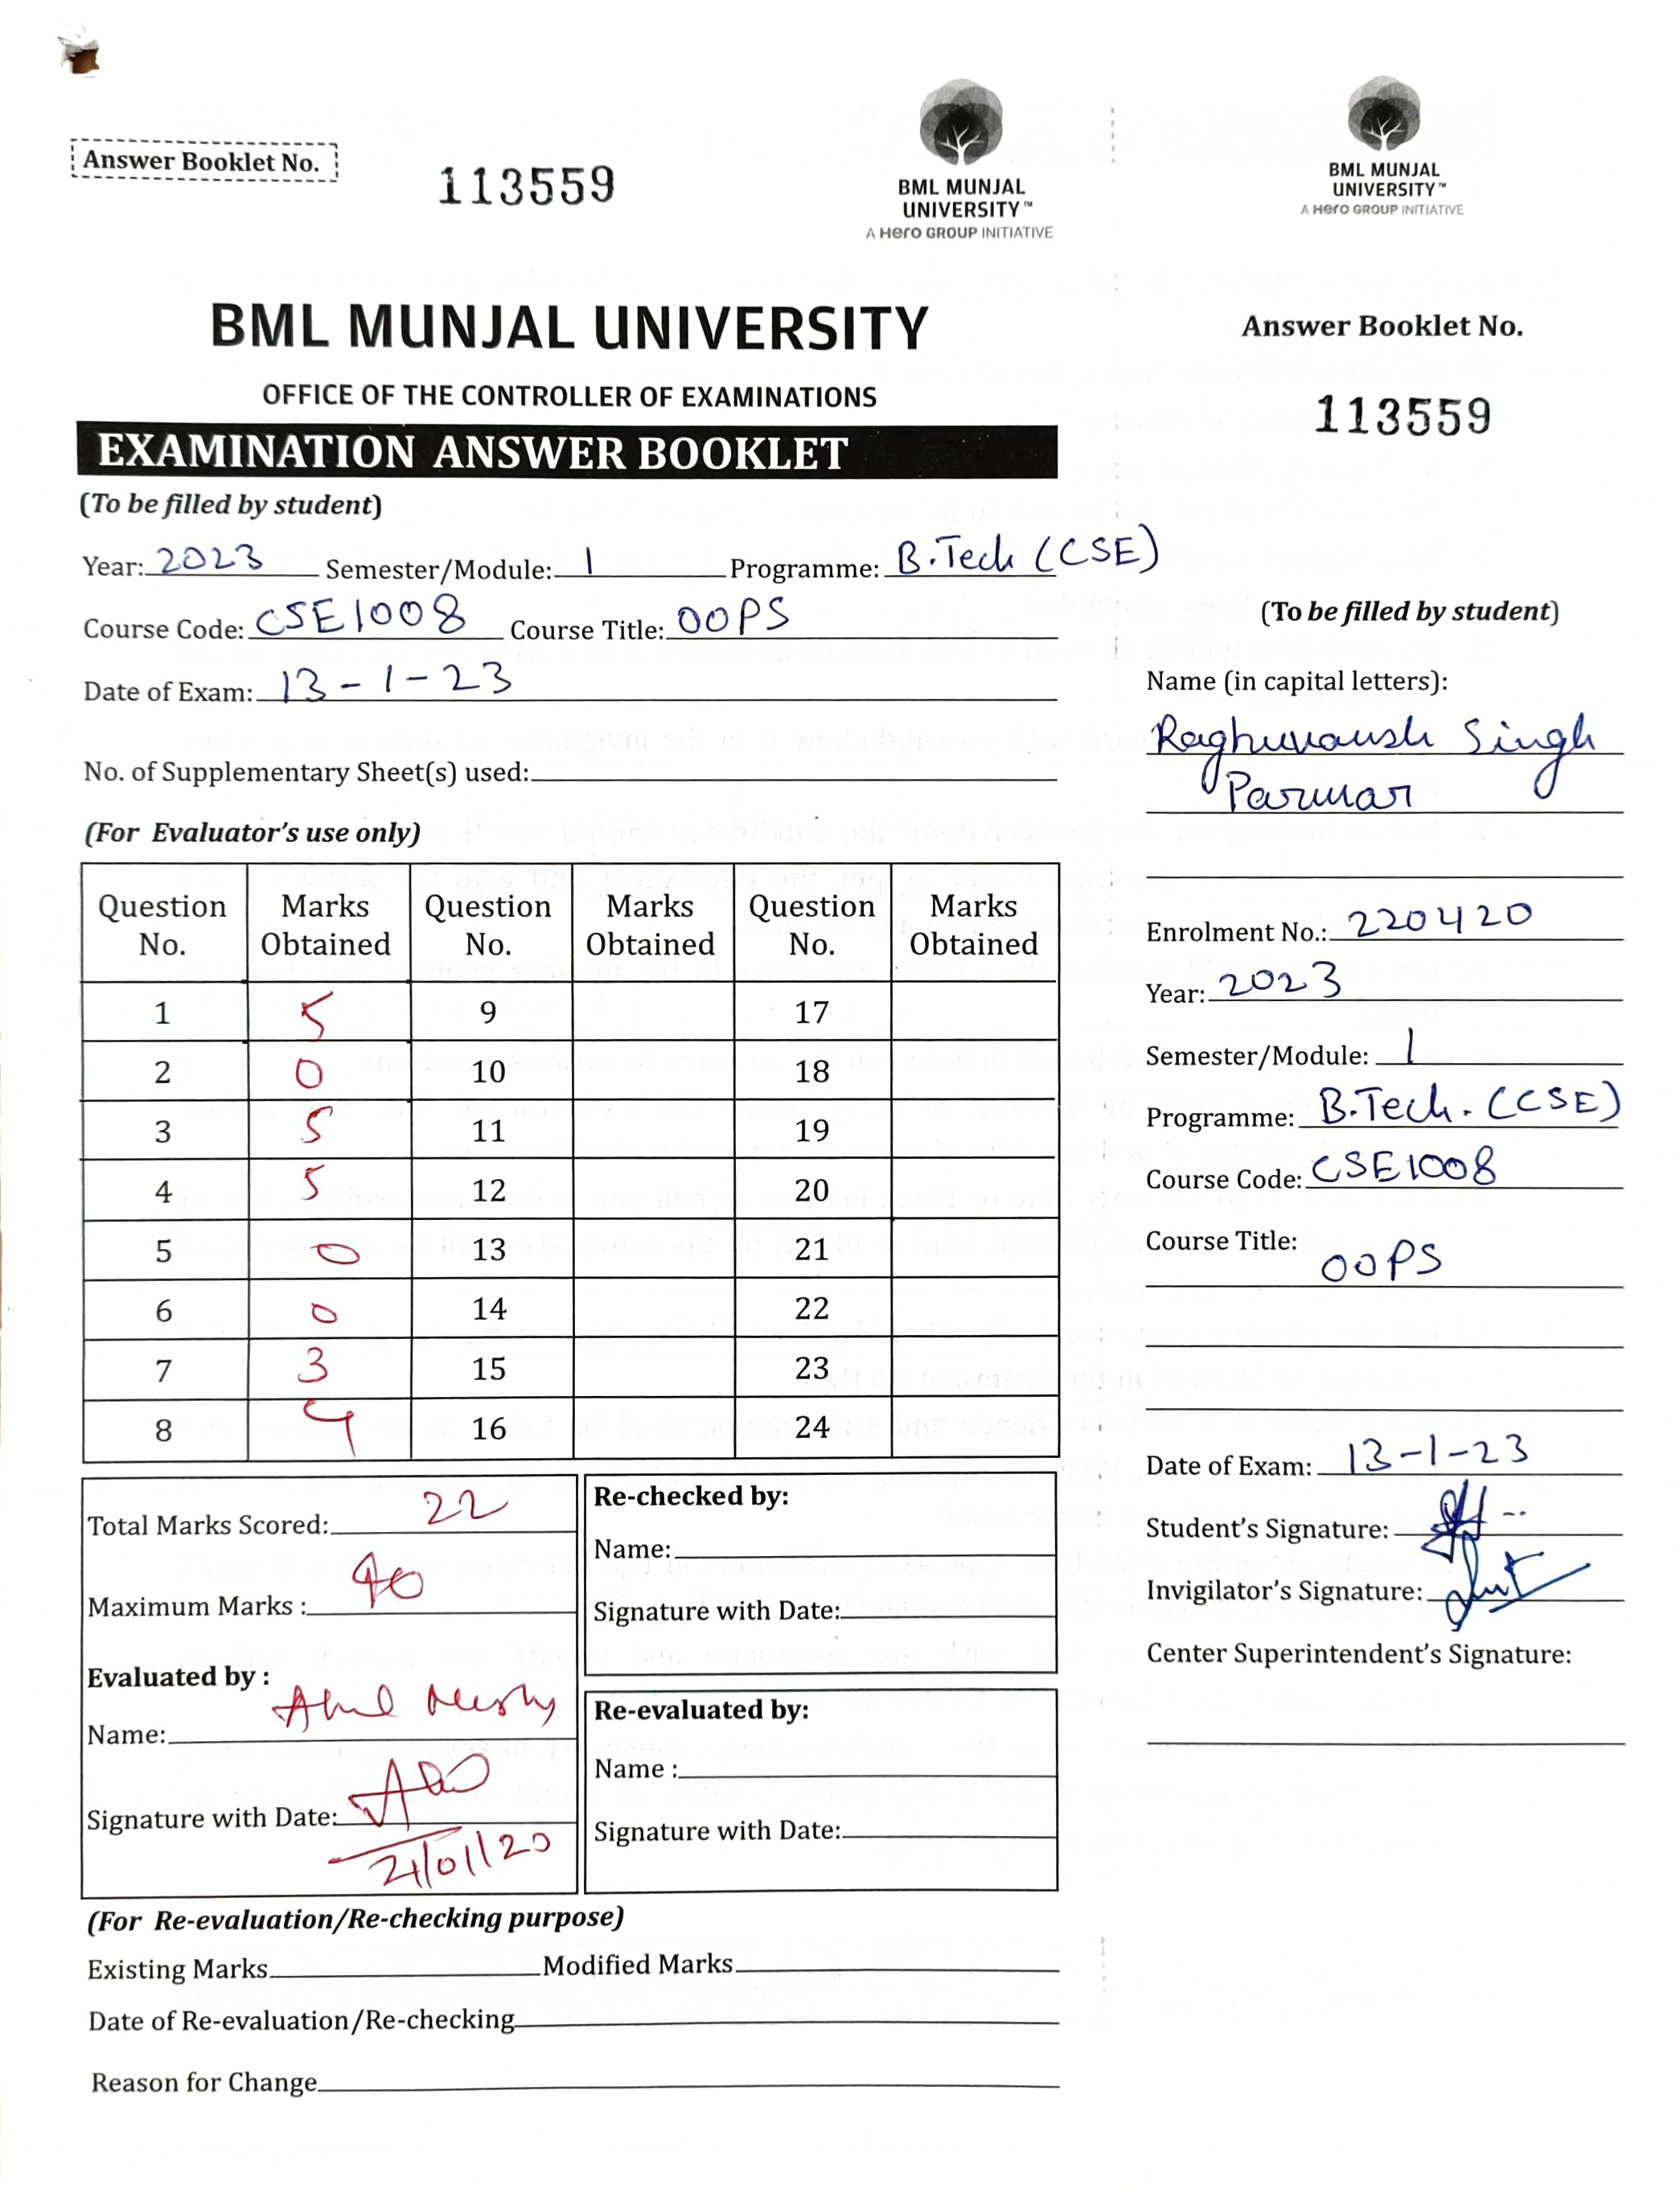 Answer Booklet No.
113559
BML MUNJAL
UNIVERSITY™
A Hero GROUP INITIATIVE
BML MUNJAL UNIVERSITY
OFFICE OF THE CONTROLLER OF EXAMINATIONS
EXAMINATION ANSWER BOOKLET
(To be filled by student)
Year: 2023 Semester/Module: 1 Programme: B.Tech (CSE)
Course Code: CSE1008 Course Title: OOPS
Date of Exam: 13-1-23
No. of Supplementary Sheet(s) used:
(For Evaluator's use only)
Question No. Marks Obtained Question No. Marks Obtained Question No. Marks Obtained
1 5 9 17
2 0 10 18
3 5 11 19
4 5 12 20
5 0 13 21
6 0 14 22
7 3 15 23
8 4 16 24
Total Marks Scored: 22
Maximum Marks : 40
Evaluated by :
Name:
Signature with Date:
21/01/20
Re-checked by:
Name:
Signature with Date:
Re-evaluated by:
Name :
Signature with Date:
(For Re-evaluation/Re-checking purpose)
Existing Marks Modified Marks
Date of Re-evaluation/Re-checking
Reason for Change
BML MUNJAL
UNIVERSITY™
A Hero GROUP INITIATIVE
Answer Booklet No.
113559
(To be filled by student)
Name (in capital letters):
Raghuvansh Singh
Parmar
Enrolment No.: 220420
Year: 2023
Semester/Module: 1
Programme: B.Tech. (CSE)
Course Code: CSE1008
Course Title:
OOPS
Date of Exam: 13-1-23
Student's Signature:
Invigilator's Signature:
Center Superintendent's Signature: